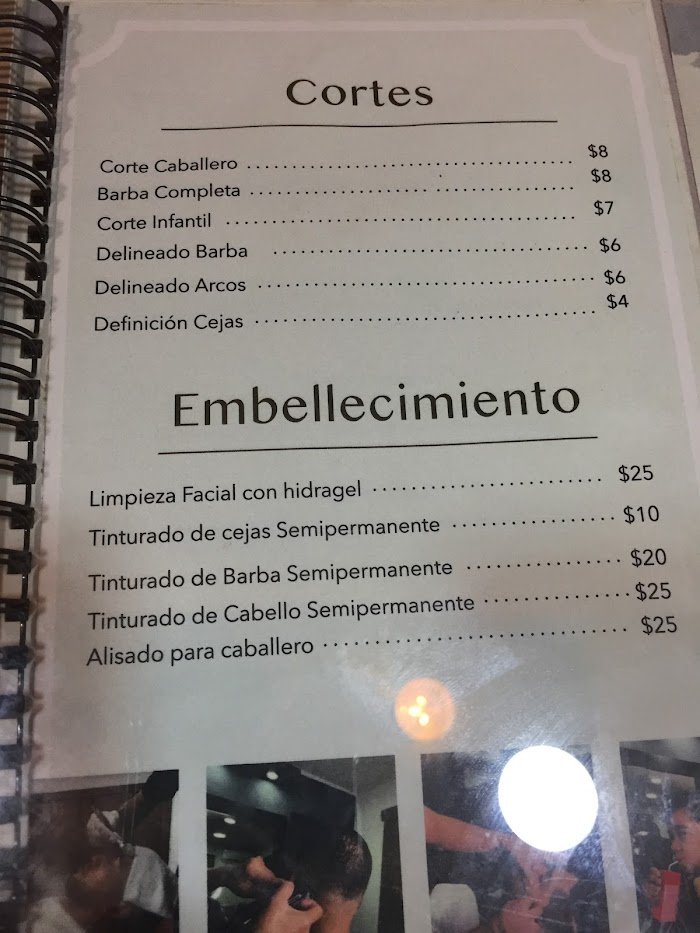 Cortes
Corte Caballero $8
Barba Completa $8
Corte Infantil $7
Delineado Barba $6
Delineado Arcos $6
Definición Cejas $4
Embellecimiento
Limpieza Facial con hidragel $25
Tinturado de cejas Semipermanente $10
Tinturado de Barba Semipermanente $20
Tinturado de Cabello Semipermanente $25
Alisado para caballero $25